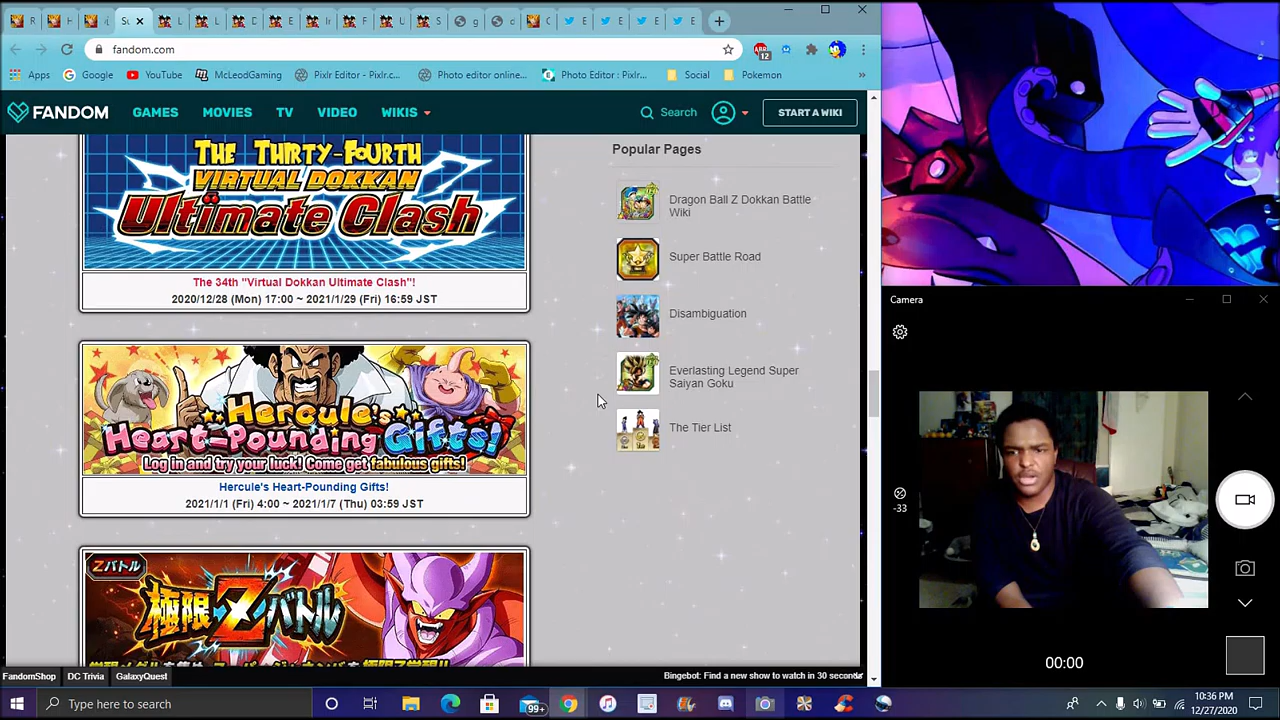 Su
fandom.com
ABP
12
Apps
Google
YouTube
McLeodGaming
Pixlr Editor - Pixlr.c...
Photo editor online...
Photo Editor : Pixlr...
Social
Pokemon
»
FANDOM
GAMES
MOVIES
TV
VIDEO
WIKIS
Search
START A WIKI
THE THIRTY-FOURTH
VIRTUAL DOKKAN
Ultimate Clash
The 34th "Virtual Dokkan Ultimate Clash"!
2020/12/28 (Mon) 17:00 ~ 2021/1/29 (Fri) 16:59 JST
Hercule's
Heart-Pounding Gifts!
Log in and try your luck! Come get fabulous gifts!
Hercule's Heart-Pounding Gifts!
2021/1/1 (Fri) 4:00 ~ 2021/1/7 (Thu) 03:59 JST
Zバトル
極限Zバトル
Popular Pages
Dragon Ball Z Dokkan Battle
Wiki
Super Battle Road
Disambiguation
Everlasting Legend Super
Saiyan Goku
The Tier List
FandomShop
DC Trivia
GalaxyQuest
Bingebot: Find a new show to watch in 30 seconds
Camera
-33
00:00
Type here to search
99+
10:36 PM
12/27/2020